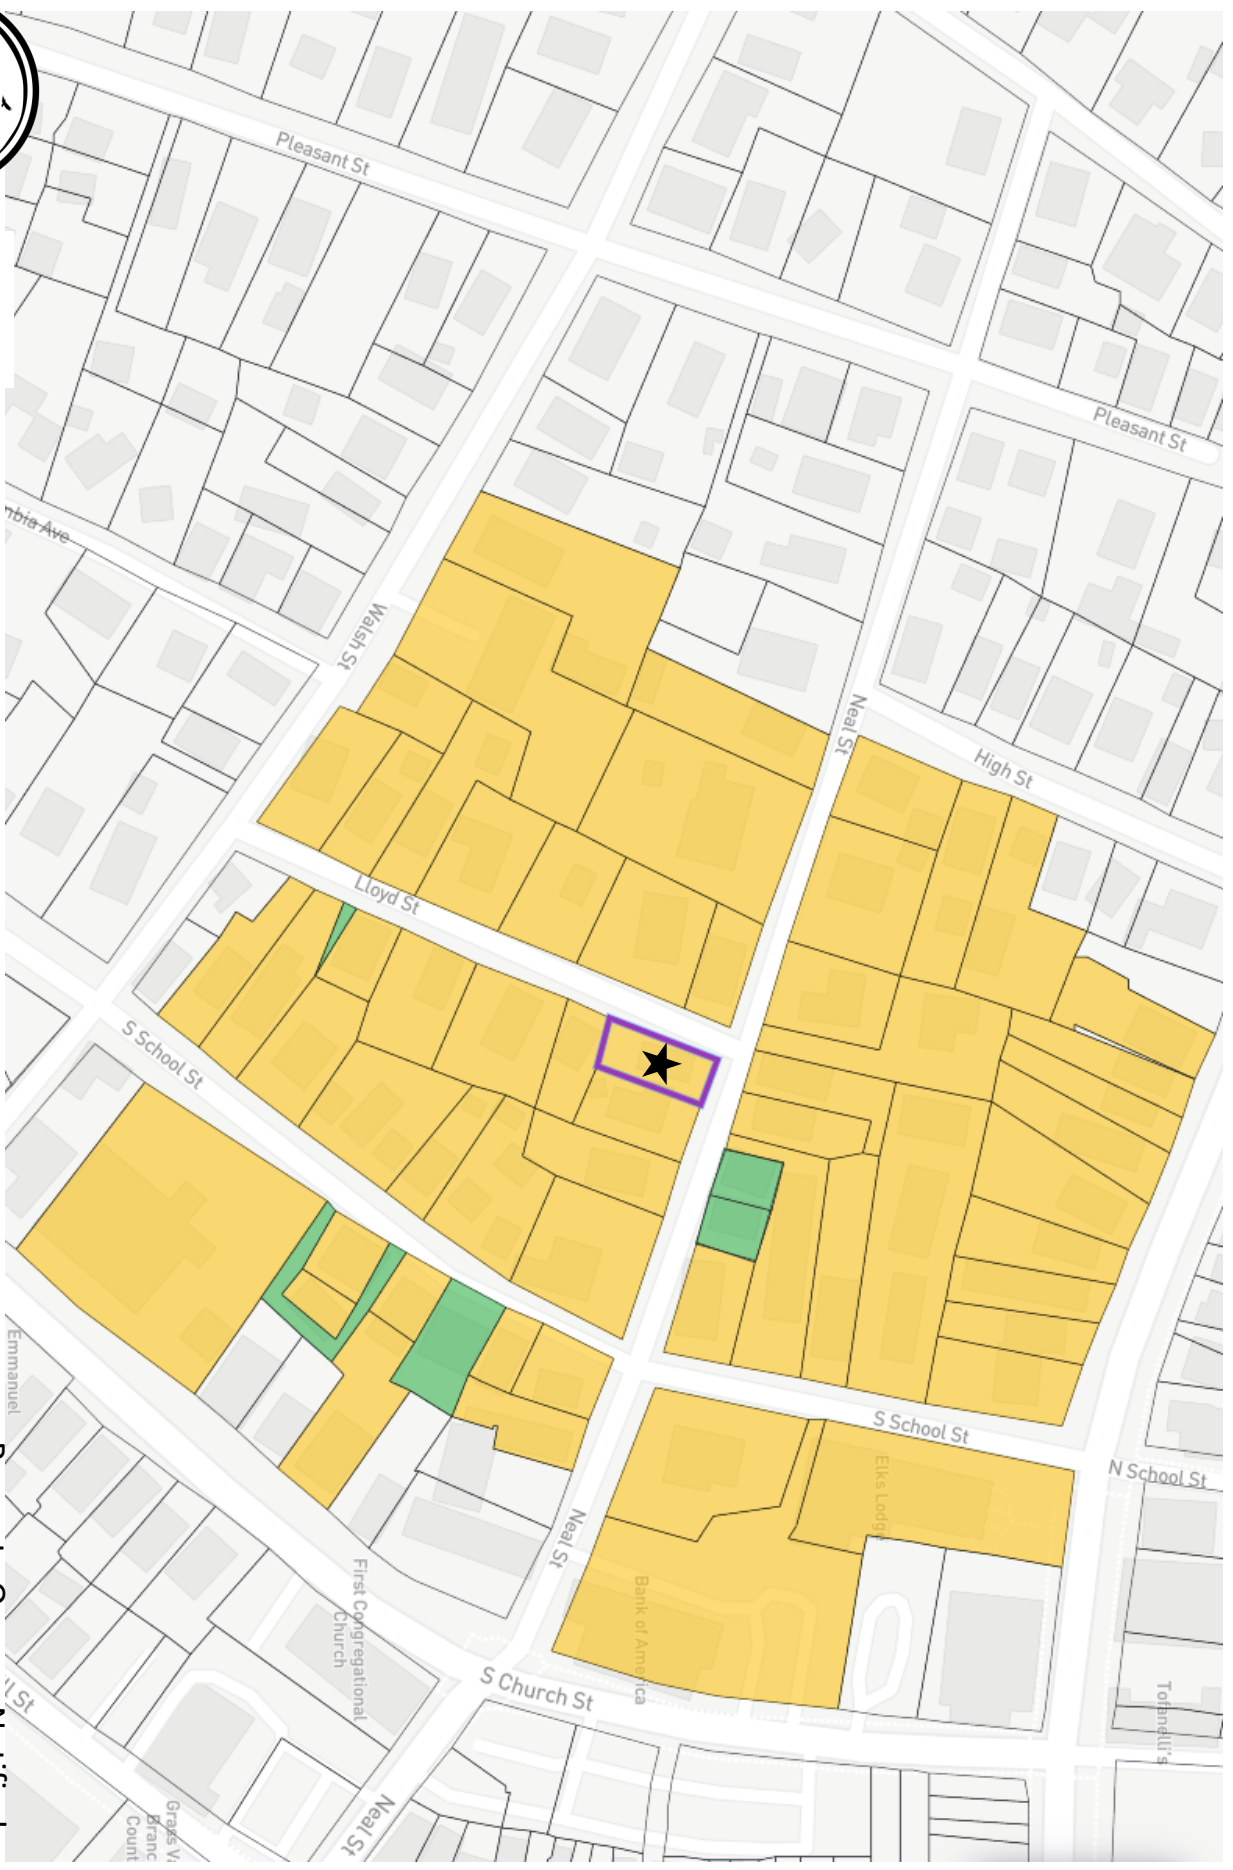 Pleasant St
Pleasant St
Walsh St
Neal St
High St
Lloyd St
S School St
S School St
N School St
Elks Lodge
Emmanuel
Bank of America
Neal St
First Congregational
Church
S Church St
Tofanelli's
Neal St